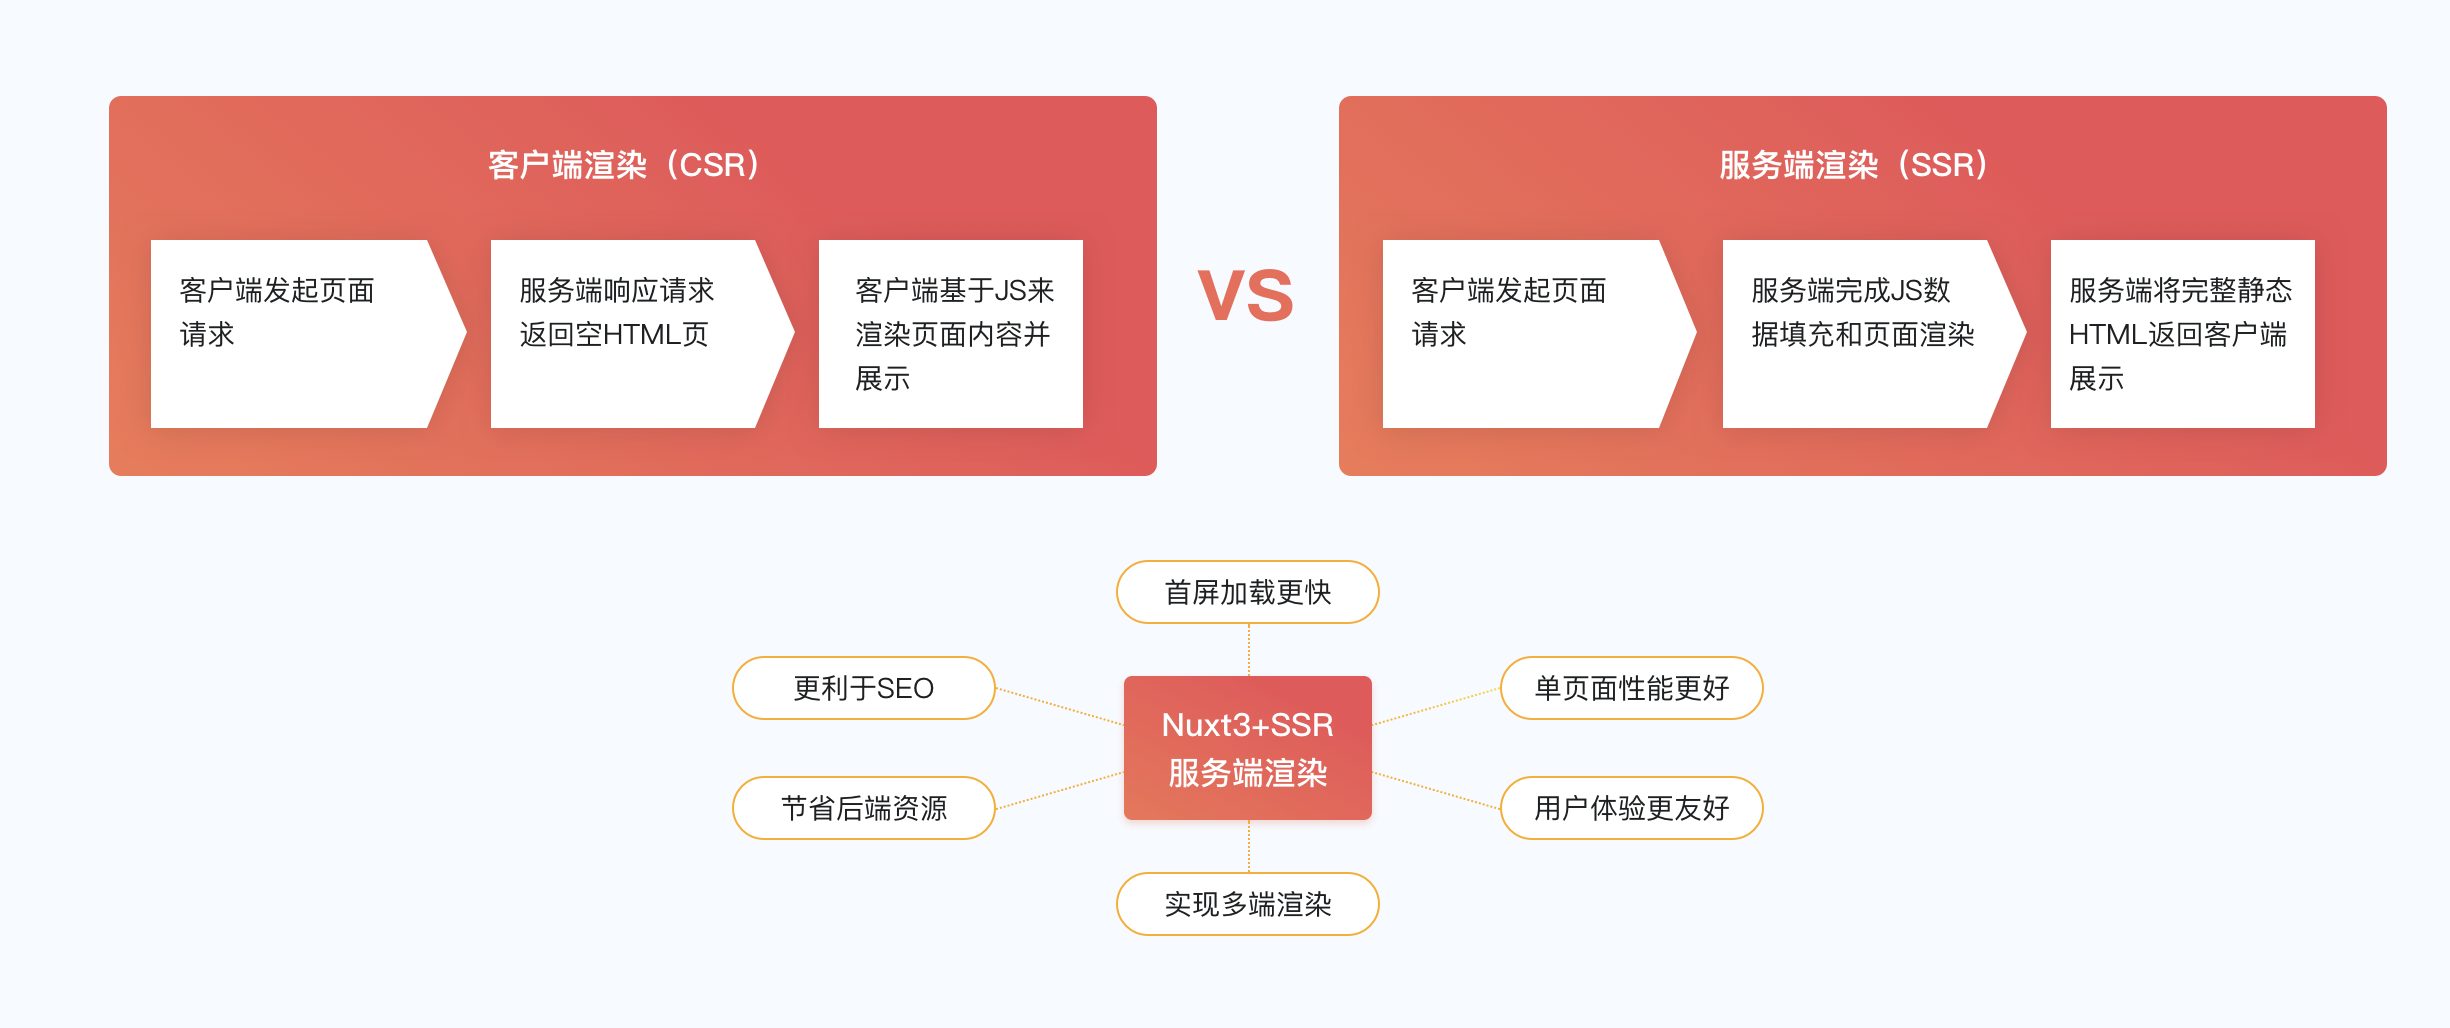 客户端渲染（CSR）
客户端发起页面
请求
服务端响应请求
返回空HTML页
客户端基于JS来
渲染页面内容并
展示
VS
服务端渲染（SSR）
客户端发起页面
请求
服务端完成JS数
据填充和页面渲染
服务端将完整静态
HTML返回客户端
展示
首屏加载更快
更利于SEO
单页面性能更好
Nuxt3+SSR
服务端渲染
节省后端资源
用户体验更友好
实现多端渲染